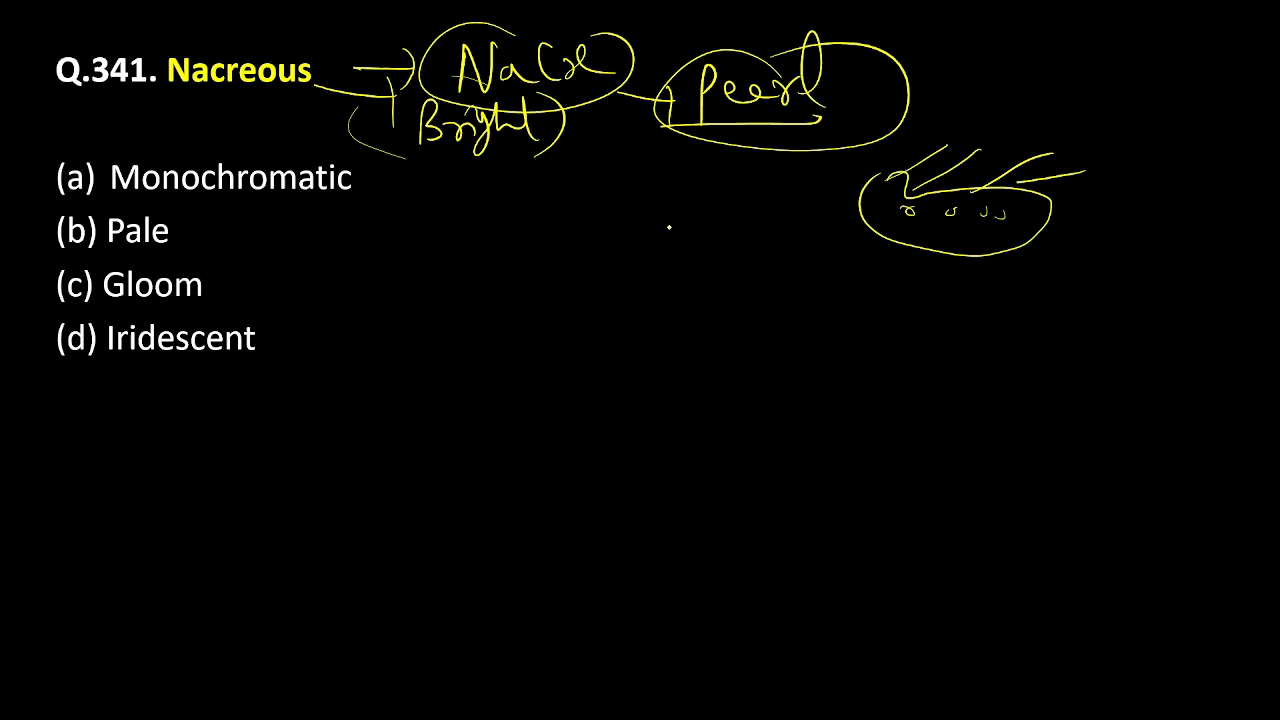 Q.341. Nacreous Nacre Pearl
Bright
(a) Monochromatic
(b) Pale
(c) Gloom
(d) Iridescent